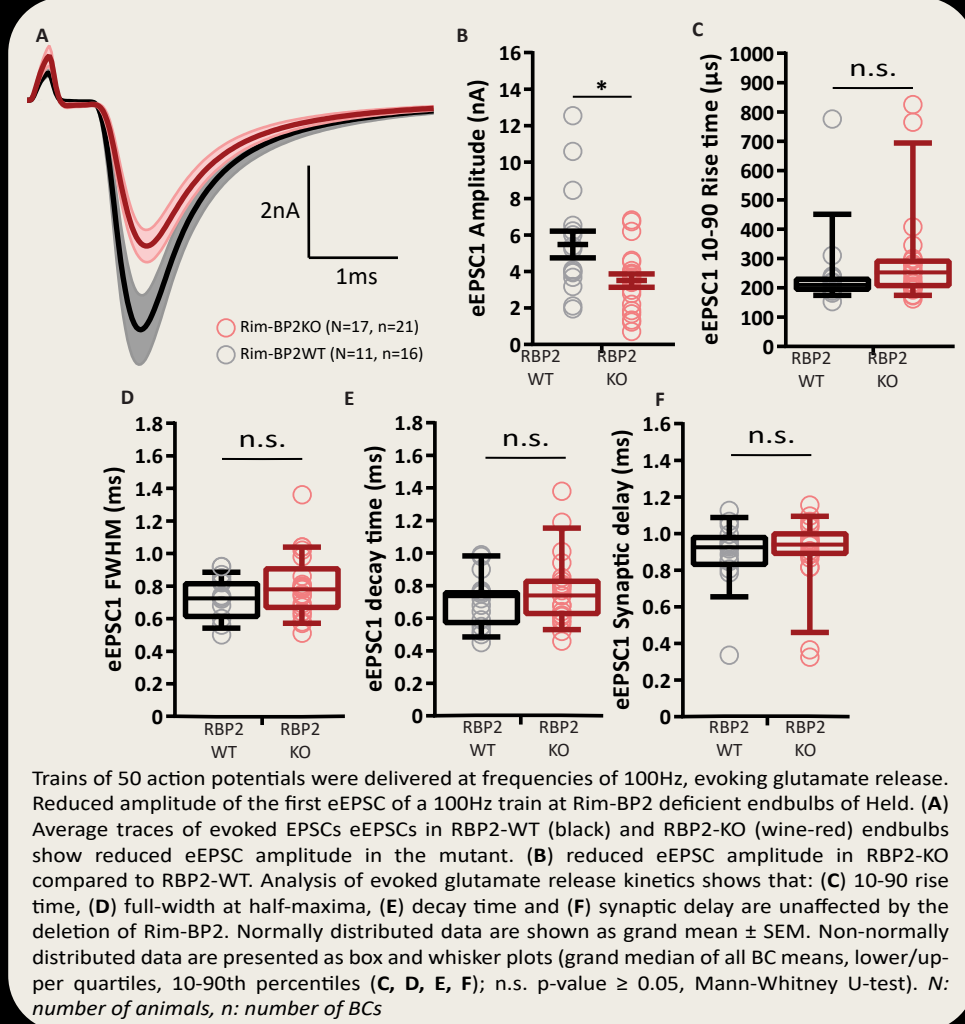 A
2nA
1ms
Rim-BP2KO (N=17, n=21)
Rim-BP2WT (N=11, n=16)
B
eEPSC1 Amplitude (nA)
16
14
12
10
8
6
4
2
0
*
RBP2
WT
RBP2
KO
C
eEPSC1 10-90 Rise time (μs)
1000
900
800
700
600
500
400
300
200
100
0
n.s.
RBP2
WT
RBP2
KO
D
eEPSC1 FWHM (ms)
1.8
1.6
1.4
1.2
1.0
0.8
0.6
0.4
0.2
0
n.s.
RBP2
WT
RBP2
KO
E
eEPSC1 decay time (ms)
1.8
1.6
1.4
1.2
1.0
0.8
0.6
0.4
0.2
0
n.s.
RBP2
WT
RBP2
KO
F
eEPSC1 Synaptic delay (ms)
1.6
1.4
1.2
1.0
0.8
0.6
0.4
0.2
0
n.s.
RBP2
WT
RBP2
KO
Trains of 50 action potentials were delivered at frequencies of 100Hz, evoking glutamate release.
Reduced amplitude of the first eEPSC of a 100Hz train at Rim-BP2 deficient endbulbs of Held. (A)
Average traces of evoked EPSCs eEPSCs in RBP2-WT (black) and RBP2-KO (wine-red) endbulbs
show reduced eEPSC amplitude in the mutant. (B) reduced eEPSC amplitude in RBP2-KO
compared to RBP2-WT. Analysis of evoked glutamate release kinetics shows that: (C) 10-90 rise
time, (D) full-width at half-maxima, (E) decay time and (F) synaptic delay are unaffected by the
deletion of Rim-BP2. Normally distributed data are shown as grand mean ± SEM. Non-normally
distributed data are presented as box and whisker plots (grand median of all BC means, lower/up-
per quartiles, 10-90th percentiles (C, D, E, F); n.s. p-value ≥ 0.05, Mann-Whitney U-test). N:
number of animals, n: number of BCs